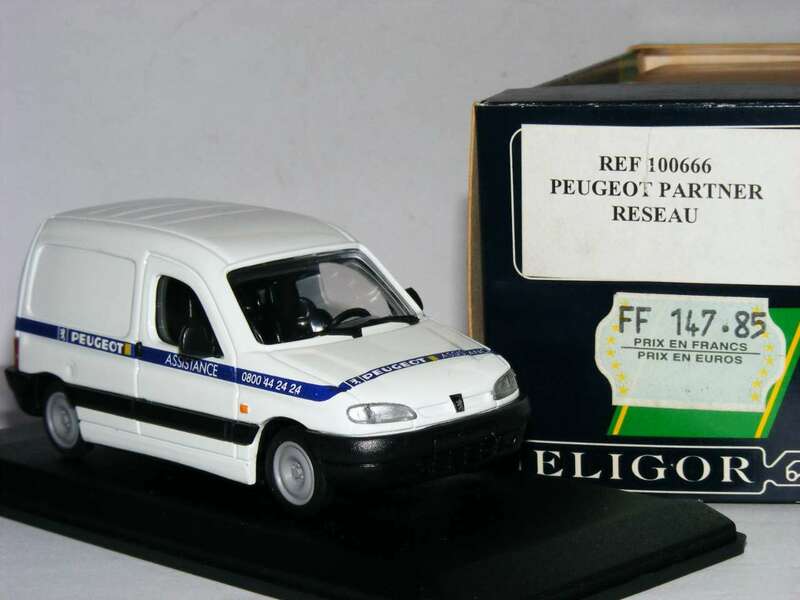 REF 100666
PEUGEOT PARTNER
RESEAU
FF 147.85
PRIX EN FRANCS
PRIX EN EUROS
ELIGOR
PEUGEOT
ASSISTANCE
0800 44 24 24
PEUGEOT